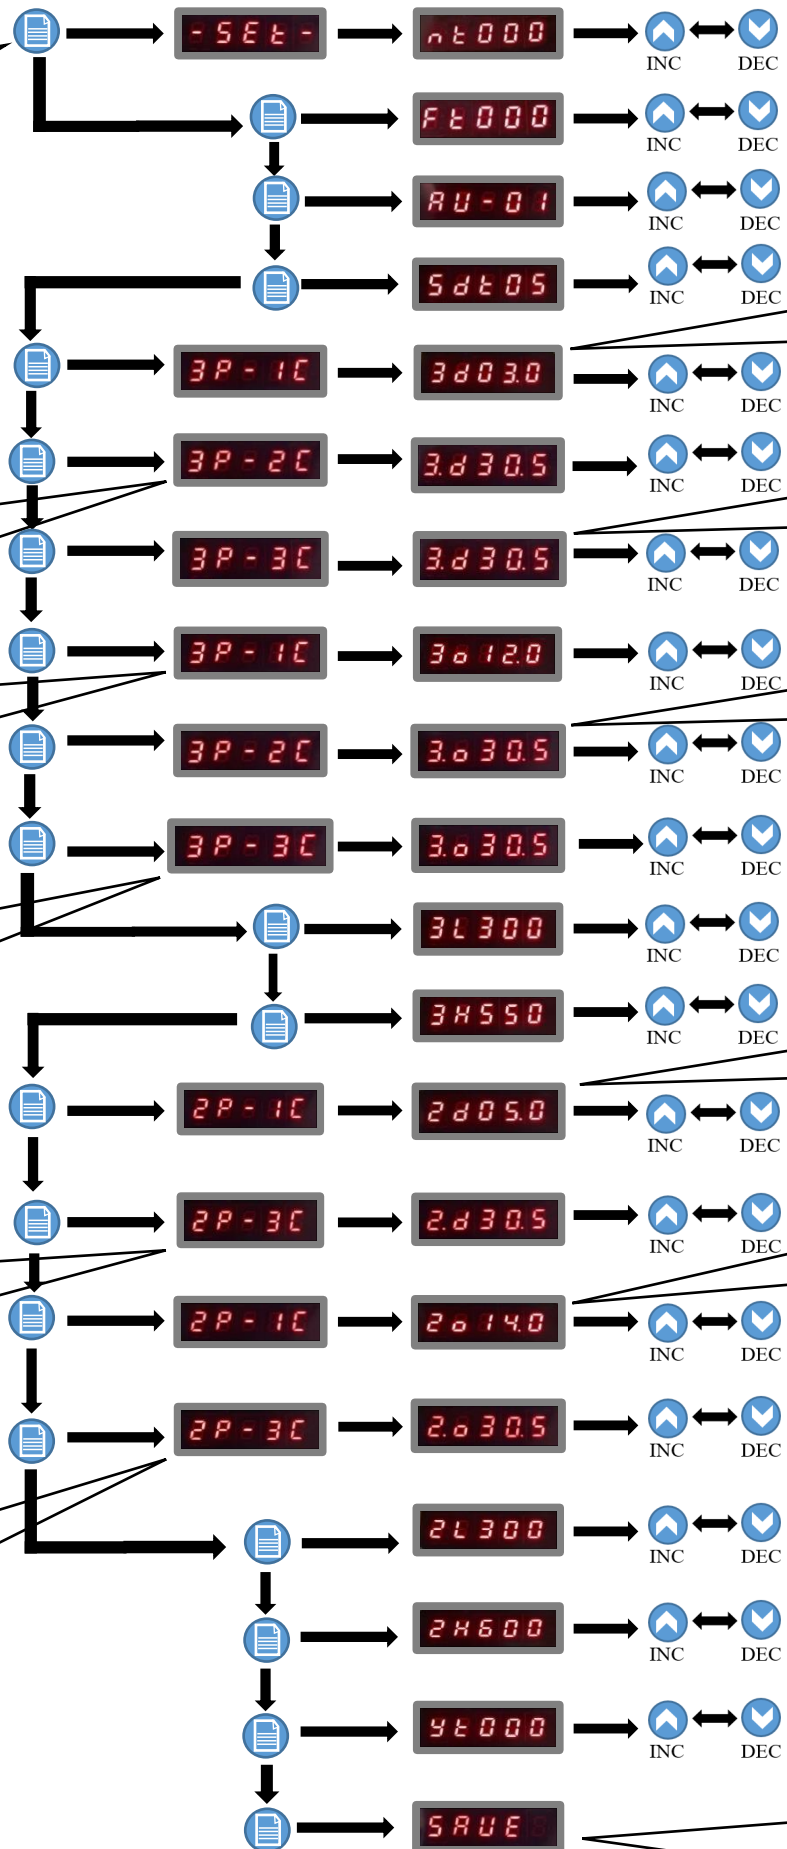 -SEt- nt000
INC DEC
Ft000
INC DEC
AU-01
INC DEC
Sdt05
INC DEC
3P-1C 3d03.0
INC DEC
3P-2C 3.d30.5
INC DEC
3P-3C 3.d30.5
INC DEC
3P-1C 3o12.0
INC DEC
3P-2C 3.o30.5
INC DEC
3P-3C 3.o30.5
INC DEC
3L300
INC DEC
3H550
INC DEC
2P-1C 2d05.0
INC DEC
2P-3C 2.d30.5
INC DEC
2P-1C 2o14.0
INC DEC
2P-3C 2.o30.5
INC DEC
2L300
INC DEC
2H600
INC DEC
yt000
INC DEC
SAVE